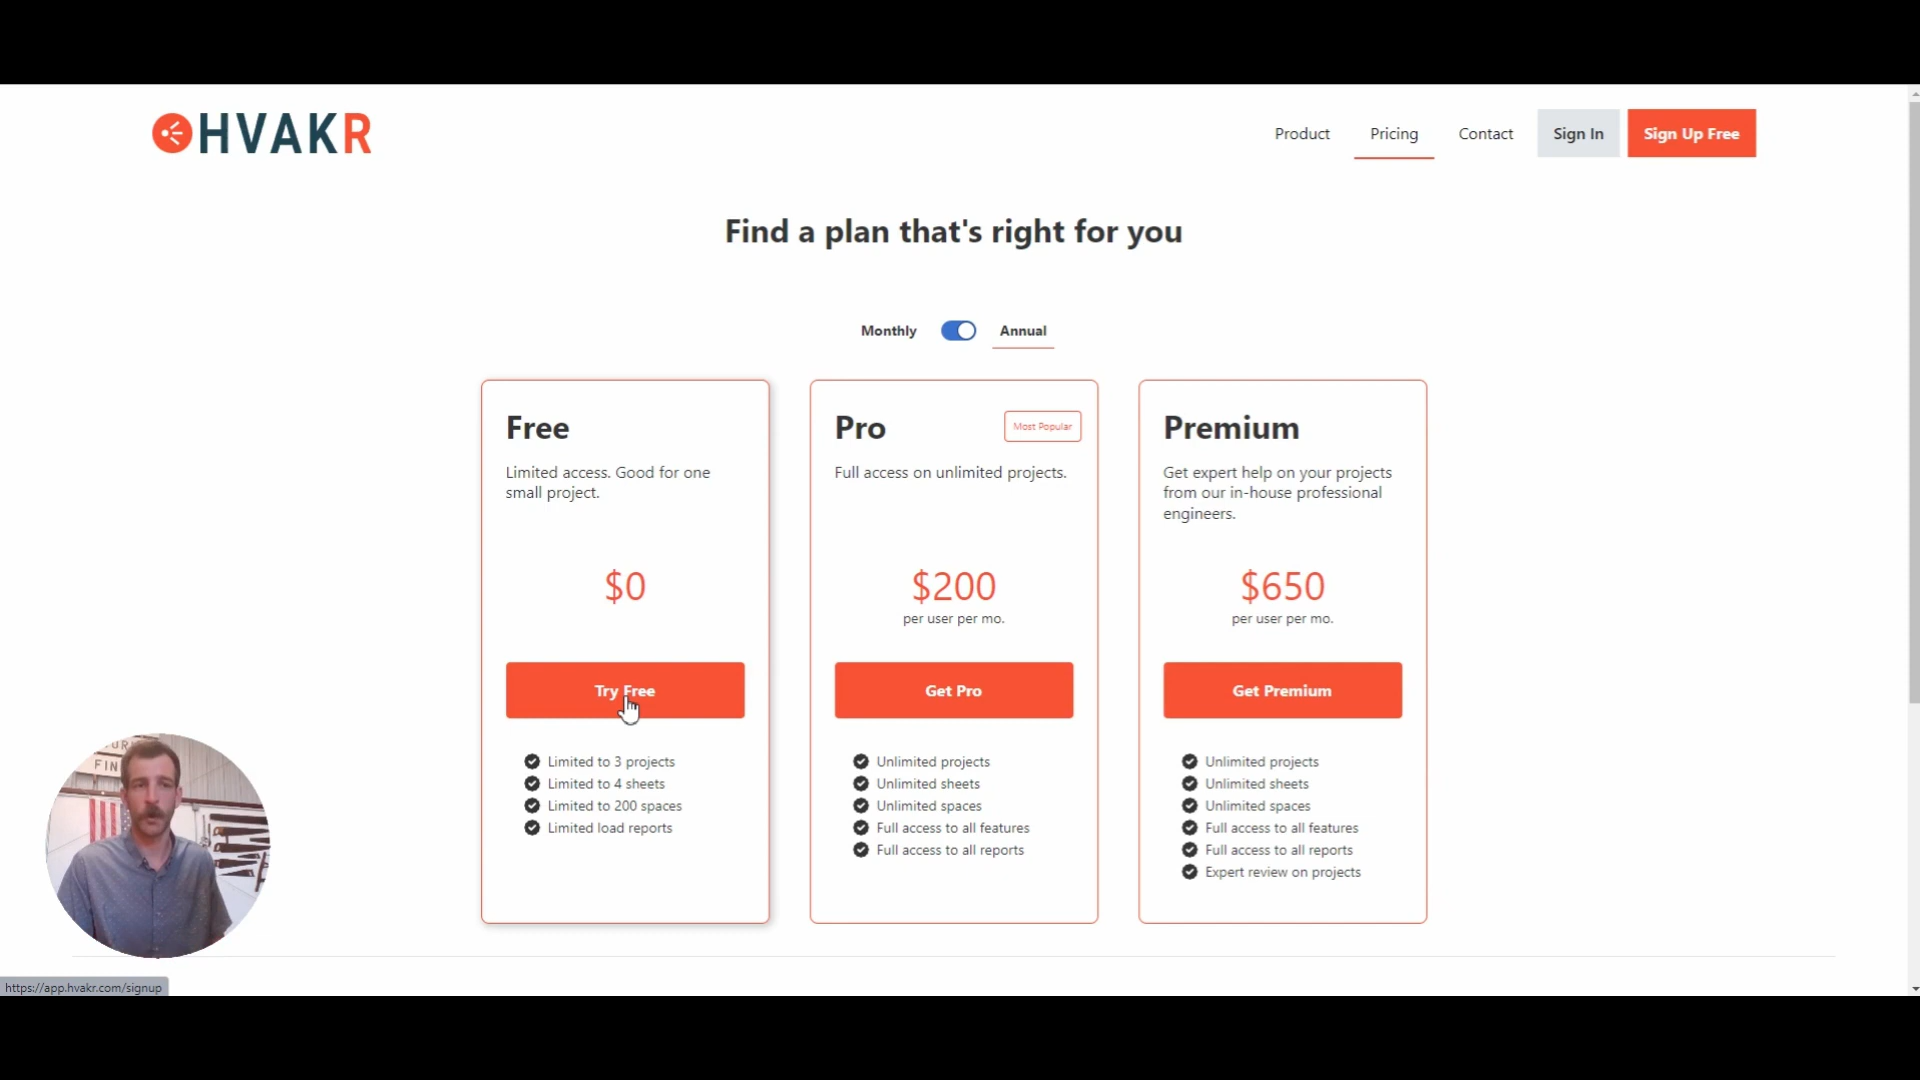 HVAKR
Product
Pricing
Contact
Sign In
Sign Up Free
Find a plan that's right for you
Monthly
Annual
Free
Limited access. Good for one
small project.
$0
Try Free
Limited to 3 projects
Limited to 4 sheets
Limited to 200 spaces
Limited load reports
Pro
Most Popular
Full access on unlimited projects.
$200
per user per mo.
Get Pro
Unlimited projects
Unlimited sheets
Unlimited spaces
Full access to all features
Full access to all reports
Premium
Get expert help on your projects
from our in-house professional
engineers.
$650
per user per mo.
Get Premium
Unlimited projects
Unlimited sheets
Unlimited spaces
Full access to all features
Full access to all reports
Expert review on projects
https://app.hvakr.com/signup